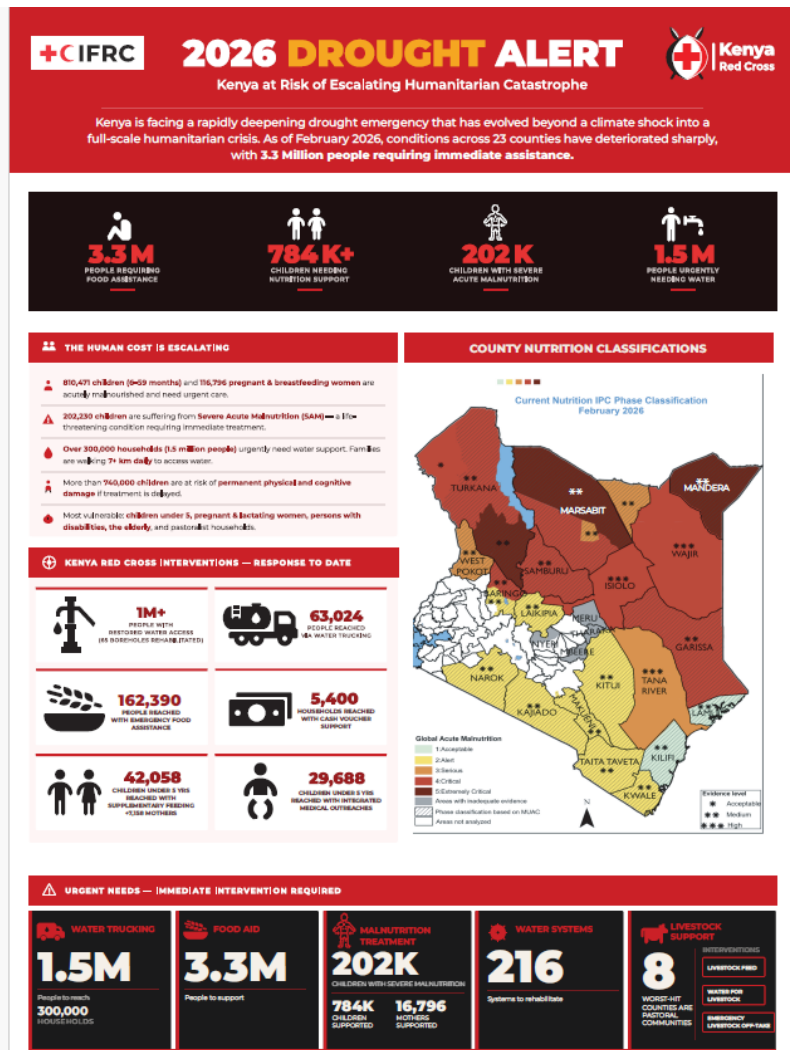 +CIFRC
2026 DROUGHT ALERT
Kenya at Risk of Escalating Humanitarian Catastrophe
Kenya Red Cross
Kenya is facing a rapidly deepening drought emergency that has evolved beyond a climate shock into a
full-scale humanitarian crisis. As of February 2026, conditions across 23 counties have deteriorated sharply,
with 3.3 Million people requiring immediate assistance.
3.3 M
PEOPLE REQUIRING
FOOD ASSISTANCE
784 K+
CHILDREN NEEDING
NUTRITION SUPPORT
202 K
CHILDREN WITH SEVERE
ACUTE MALNUTRITION
1.5 M
PEOPLE URGENTLY
NEEDING WATER
THE HUMAN COST IS ESCALATING
810,471 children (6-59 months) and 116,796 pregnant & breastfeeding women are
acutely malnourished and need urgent care.
202,230 children are suffering from Severe Acute Malnutrition (SAM) — a life-
threatening condition requiring immediate treatment.
Over 300,000 households (1.5 million people) urgently need water support. Families
are walking 7+ km daily to access water.
More than 740,000 children are at risk of permanent physical and cognitive
damage if treatment is delayed.
Most vulnerable: children under 5, pregnant & lactating women, persons with
disabilities, the elderly, and pastoralist households.
KENYA RED CROSS INTERVENTIONS — RESPONSE TO DATE
1M+
PEOPLE WITH
RESTORED WATER ACCESS
BOREHOLES REHABILITATED)
63,024
PEOPLE REACHED
VIA WATER TRUCKING
162,390
PEOPLE REACHED
WITH EMERGENCY FOOD
ASSISTANCE
5,400
HOUSEHOLDS REACHED
WITH CASH VOUCHER
SUPPORT
42,058
CHILDREN UNDER 5 YRS
REACHED WITH
SUPPLEMENTARY FEEDING
MOTHERS
29,688
CHILDREN UNDER 5 YRS
REACHED WITH INTEGRATED
MEDICAL OUTREACHES
COUNTY NUTRITION CLASSIFICATIONS
Current Nutrition IPC Phase Classification
February 2026
TURKANA
MARSABIT
MANDERA
WAJIR
WEST
POKOT
SAMBURU
ISIOLO
BARINGO
LAIKIPIA
MERU
THARAKA
NYERI
MBEERE
GARISSA
NAROK
KITUI
TANA
RIVER
KAJIADO
MAKUENI
LAMU
KILIFI
TAITA TAVETA
KWALE
Global Acute Malnutrition
1:Acceptable
2:Alert
3:Serious
4:Critical
5:Extremely Critical
Areas with inadequate evidence
Phase classification based on MUAC
Areas not analyzed
N
Evidence level
* Acceptable
** Medium
*** High
URGENT NEEDS — IMMEDIATE INTERVENTION REQUIRED
WATER TRUCKING
1.5M
People to reach
300,000
HOUSEHOLDS
FOOD AID
3.3M
People to support
MALNUTRITION
TREATMENT
202K
CHILDREN WITH SEVERE MALNUTRITION
784K
CHILDREN
SUPPORTED
16,796
MOTHERS
SUPPORTED
WATER SYSTEMS
216
Systems to rehabilitate
LIVESTOCK
SUPPORT
8
WORST-HIT
COUNTIES ARE
PASTORAL
COMMUNITIES
INTERVENTIONS
LIVESTOCK FEED
WATER FOR
LIVESTOCK
EMERGENCY
LIVESTOCK OFF-TAKE